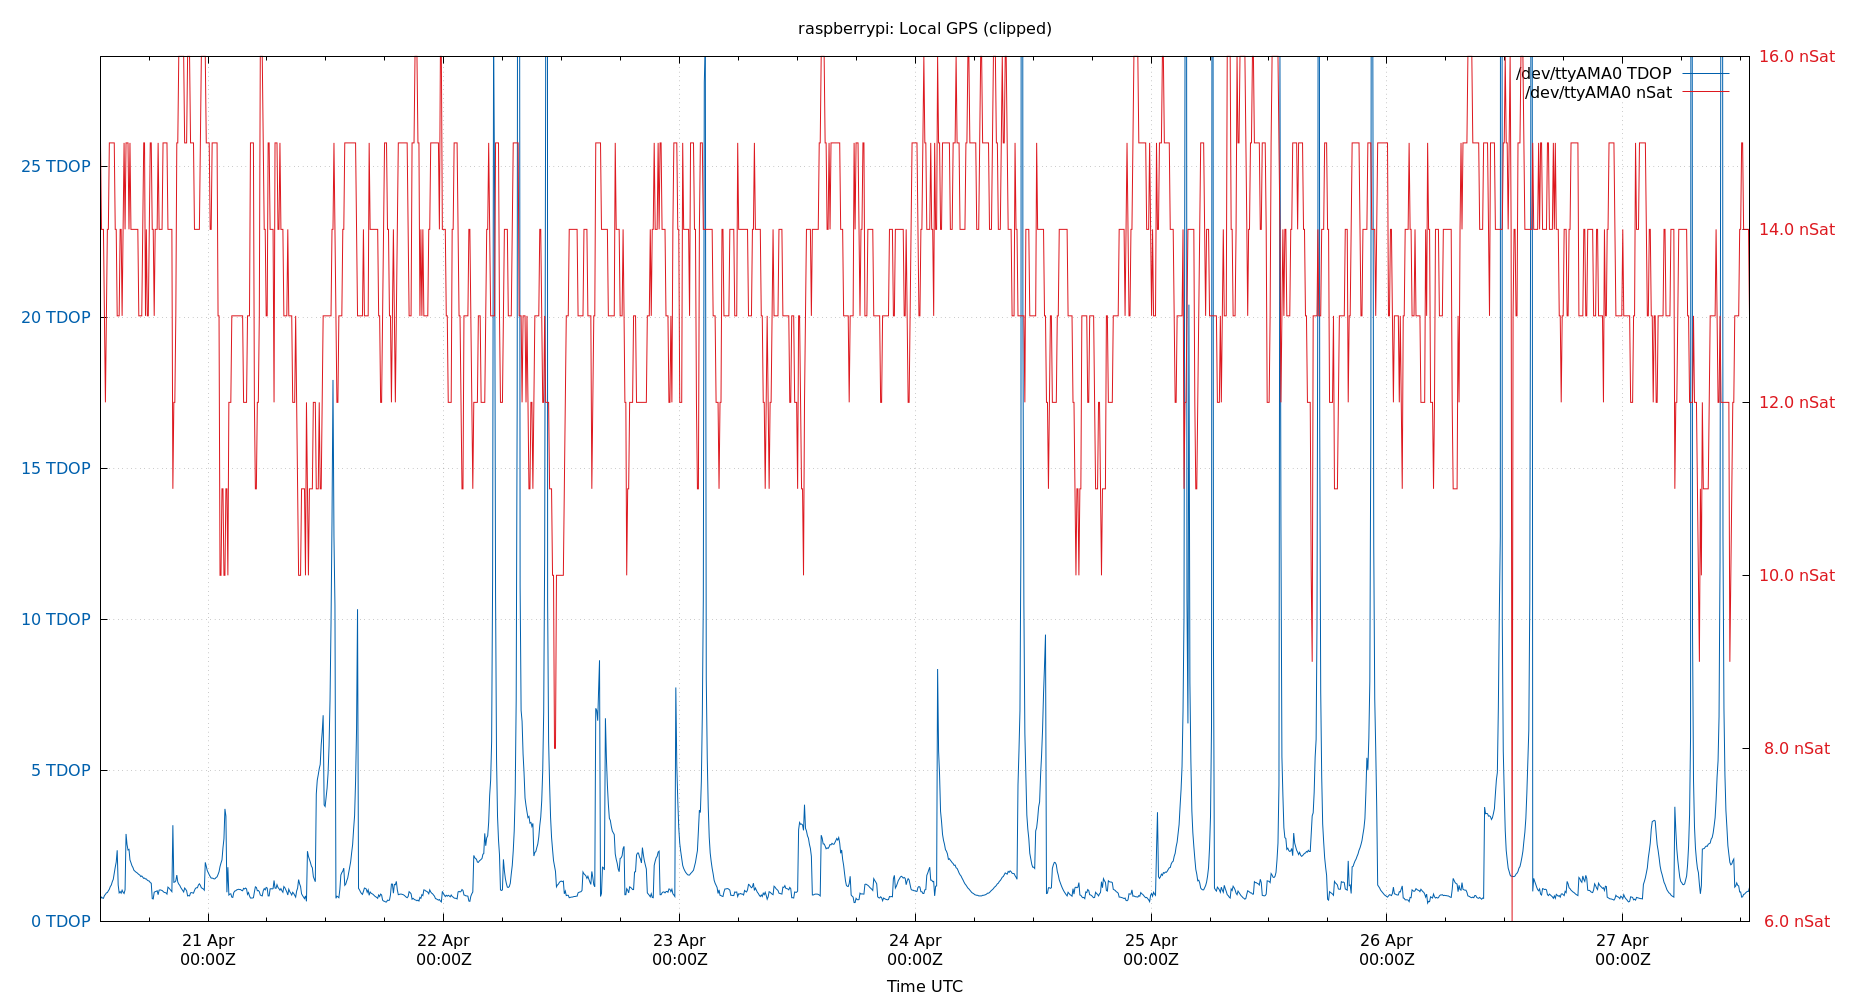 raspberrypi: Local GPS (clipped)
/dev/ttyAMA0 TDOP
/dev/ttyAMA0 nSat
25 TDOP
20 TDOP
15 TDOP
10 TDOP
5 TDOP
0 TDOP
16.0 nSat
14.0 nSat
12.0 nSat
10.0 nSat
8.0 nSat
6.0 nSat
21 Apr
00:00Z
22 Apr
00:00Z
23 Apr
00:00Z
24 Apr
00:00Z
25 Apr
00:00Z
26 Apr
00:00Z
27 Apr
00:00Z
Time UTC